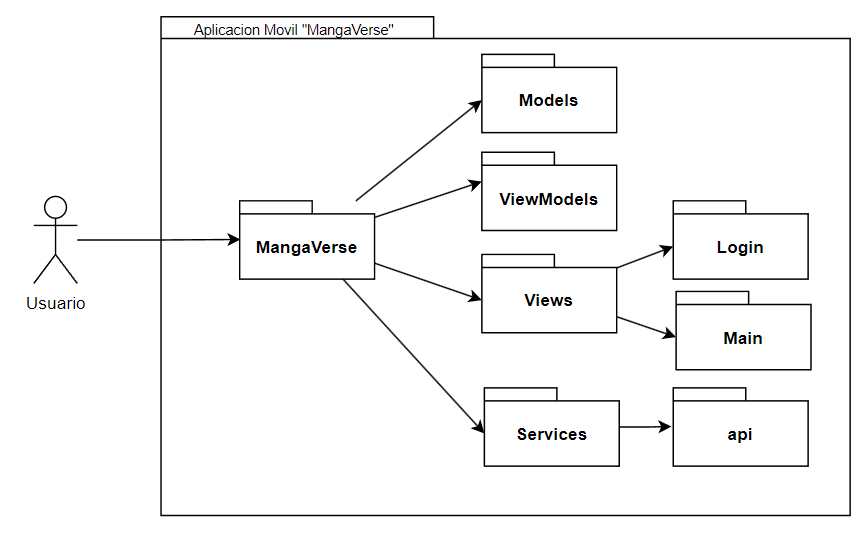 Aplicacion Movil "MangaVerse"
Models
ViewModels
MangaVerse
Login
Views
Main
Usuario
Services
api